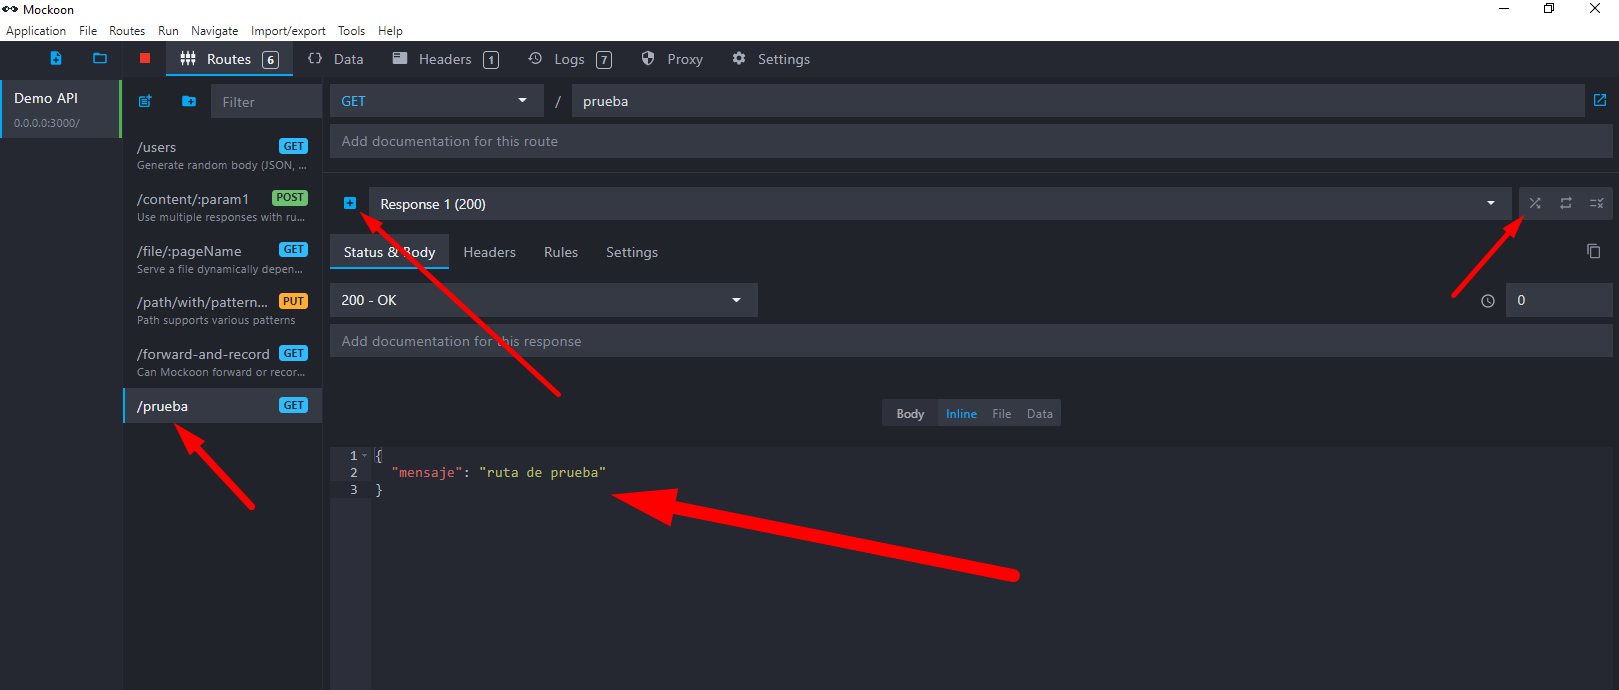 Mockoon
Application File Routes Run Navigate Import/export Tools Help
Routes 6 Data Headers 1 Logs 7 Proxy Settings
Demo API
0.0.0.0:3000/
Filter
/users GET
Generate random body (JSON, ...
/content/:param1 POST
Use multiple responses with ru...
/file/:pageName GET
Serve a file dynamically depen...
/path/with/pattern... PUT
Path supports various patterns
/forward-and-record GET
Can Mockoon forward or recor...
/prueba GET
GET / prueba
Add documentation for this route
Response 1 (200)
Status & Body Headers Rules Settings
200 - OK 0
Add documentation for this response
Body Inline File Data
1 {
2 "mensaje": "ruta de prueba"
3 }